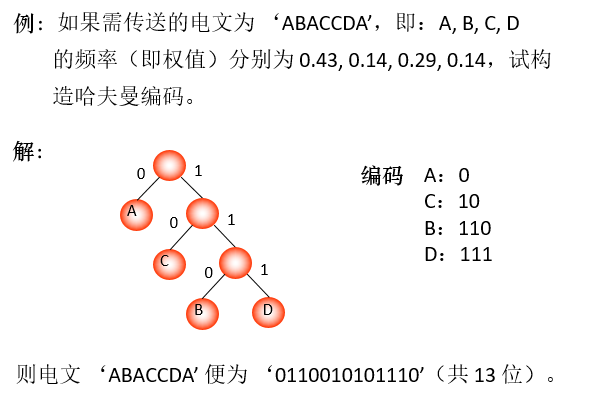 例：如果需传送的电文为 ‘ABACCDA’，即：A, B, C, D
的频率（即权值）分别为 0.43, 0.14, 0.29, 0.14，试构
造哈夫曼编码。
解：
编码 A：0
C：10
B：110
D：111
0 1
A
0 1
C
0 1
B D
则电文 ‘ABACCDA’ 便为 ‘0110010101110’（共 13 位）。